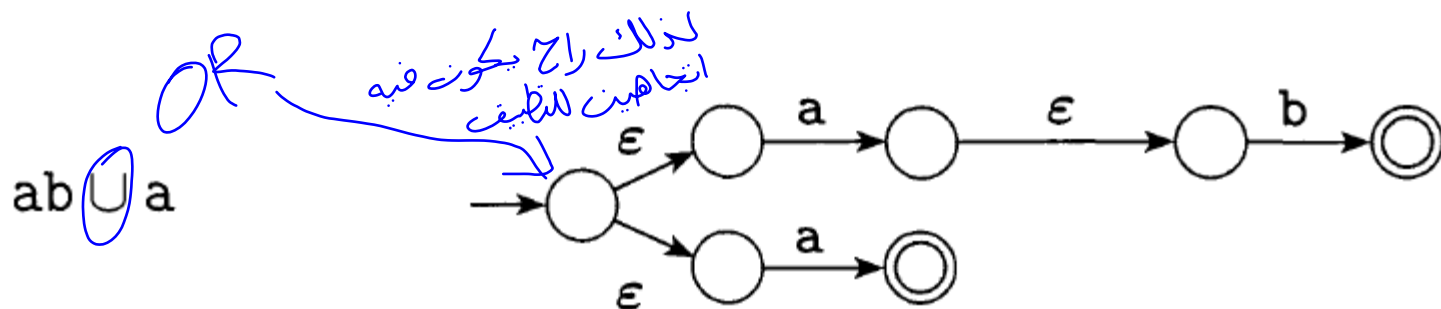 OR
لذلك راح يكون فيه
اتجاهين للتطبيق
ab ∪ a
ε a ε b
ε a